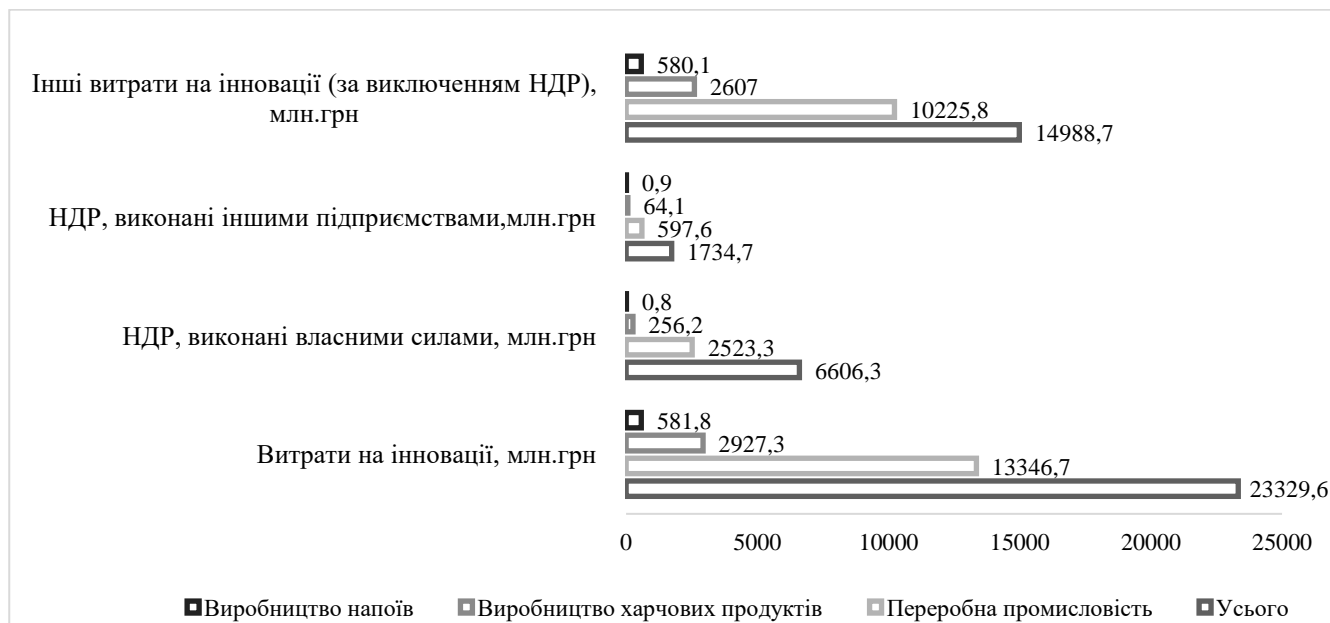 Інші витрати на інновації (за виключенням НДР),
млн.грн
580,1
2607
10225,8
14988,7
НДР, виконані іншими підприємствами,млн.грн
0,9
64,1
597,6
1734,7
НДР, виконані власними силами, млн.грн
0,8
256,2
2523,3
6606,3
Витрати на інновації, млн.грн
581,8
2927,3
13346,7
23329,6
0 5000 10000 15000 20000 25000
Виробництво напоїв Виробництво харчових продуктів Переробна промисловість Усього